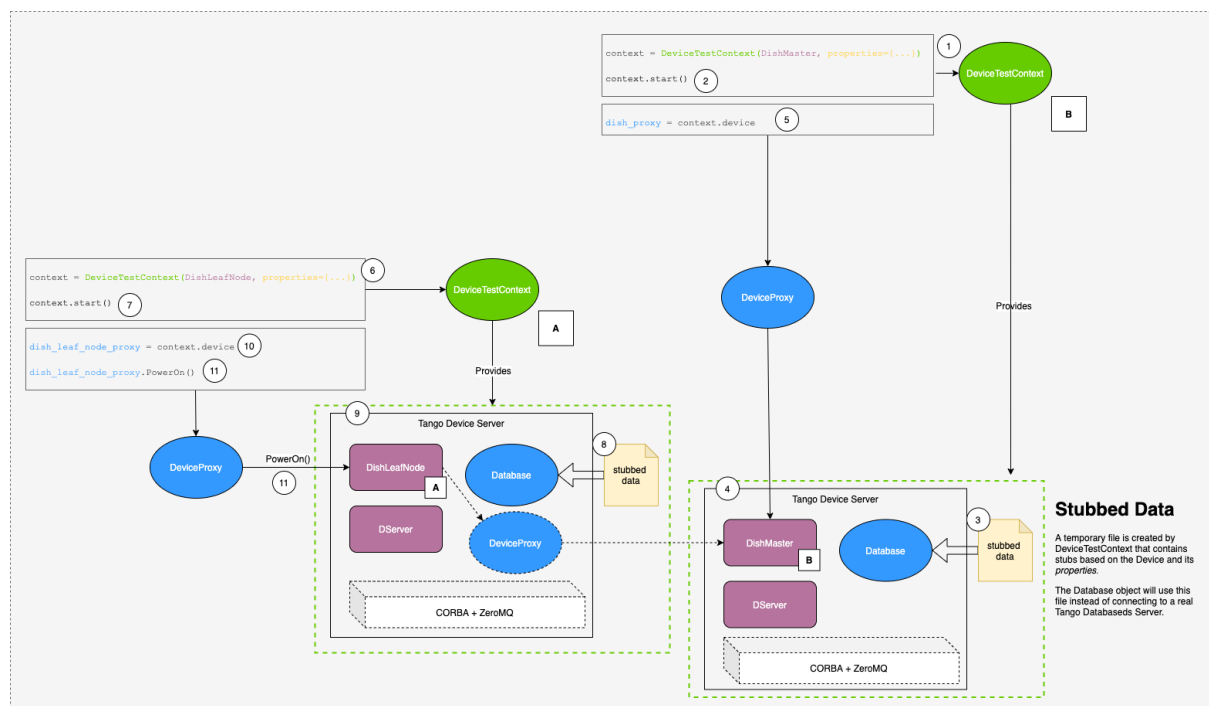 context = DeviceTestContext(DishMaster, properties={...})
1
context.start()
2
DeviceTestContext
B
dish_proxy = context.device
5
context = DeviceTestContext(DishLeafNode, properties={...})
6
context.start()
7
DeviceTestContext
A
DeviceProxy
Provides
dish_leaf_node_proxy = context.device
10
dish_leaf_node_proxy.PowerOn()
11
Provides
9
Tango Device Server
8
DeviceProxy
PowerOn()
11
DishLeafNode
A
Database
stubbed
data
DServer
DeviceProxy
CORBA + ZeroMQ
4
Tango Device Server
3
DishMaster
B
Database
stubbed
data
DServer
CORBA + ZeroMQ
Stubbed Data
A temporary file is created by
DeviceTestContext that contains
stubs based on the Device and its
properties.
The Database object will use this
file instead of connecting to a real
Tango Databaseds Server.